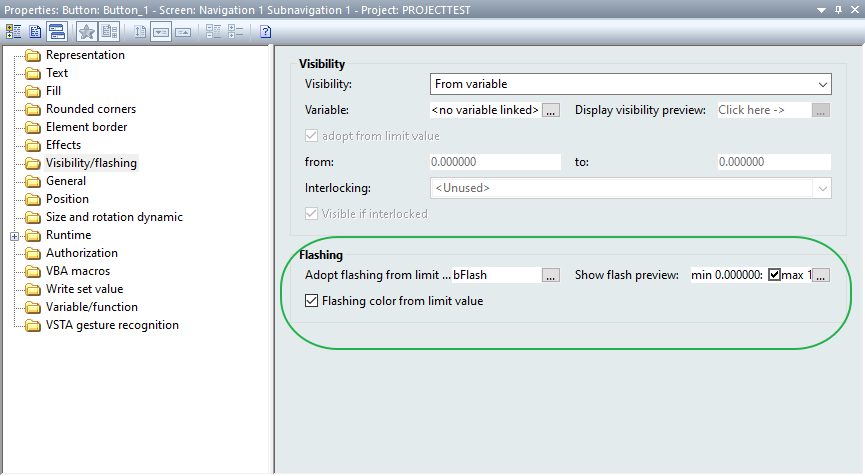 Properties: Button: Button_1 - Screen: Navigation 1 Subnavigation 1 - Project: PROJECTTEST
Representation
Text
Fill
Rounded corners
Element border
Effects
Visibility/flashing
General
Position
Size and rotation dynamic
Runtime
Authorization
VBA macros
Write set value
Variable/function
VSTA gesture recognition
Visibility
Visibility: From variable
Variable: <no variable linked> ... Display visibility preview: Click here -> ...
adopt from limit value
from: 0.000000 to: 0.000000
Interlocking: <Unused>
Visible if interlocked
Flashing
Adopt flashing from limit ... bFlash ... Show flash preview: min 0.000000: max 1 ...
Flashing color from limit value